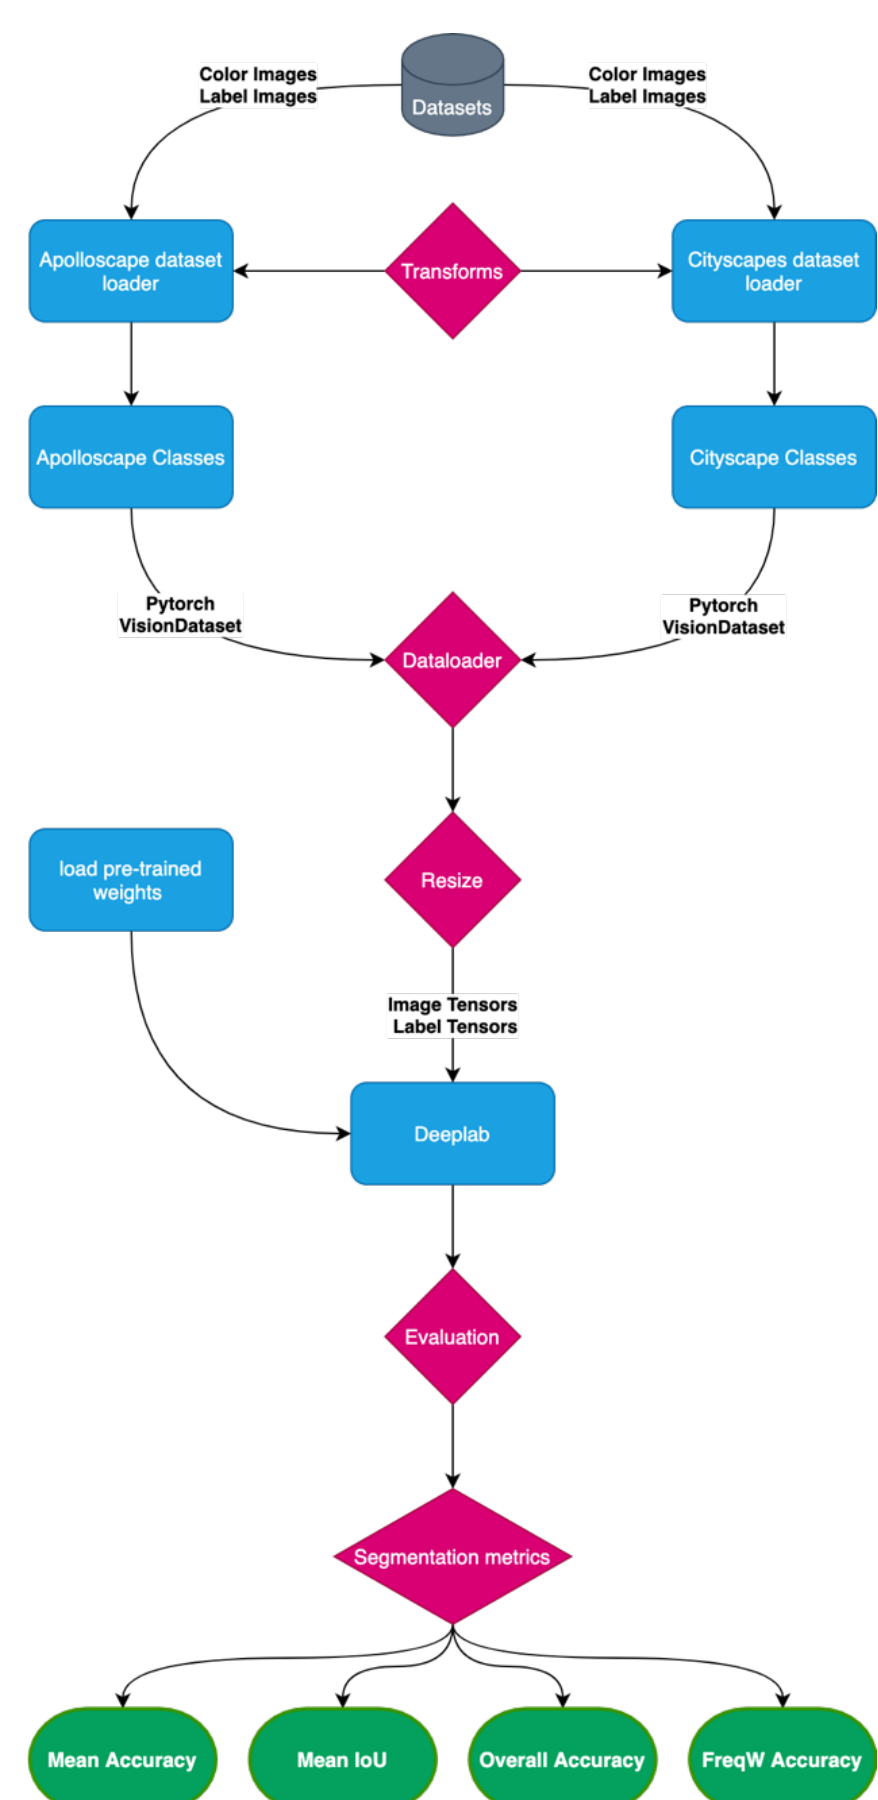 Datasets
Color Images
Label Images
Color Images
Label Images
Apolloscape dataset
loader
Transforms
Cityscapes dataset
loader
Apolloscape Classes
Cityscape Classes
Pytorch
VisionDataset
Pytorch
VisionDataset
Dataloader
load pre-trained
weights
Resize
Image Tensors
Label Tensors
Deeplab
Evaluation
Segmentation metrics
Mean Accuracy
Mean IoU
Overall Accuracy
FreqW Accuracy